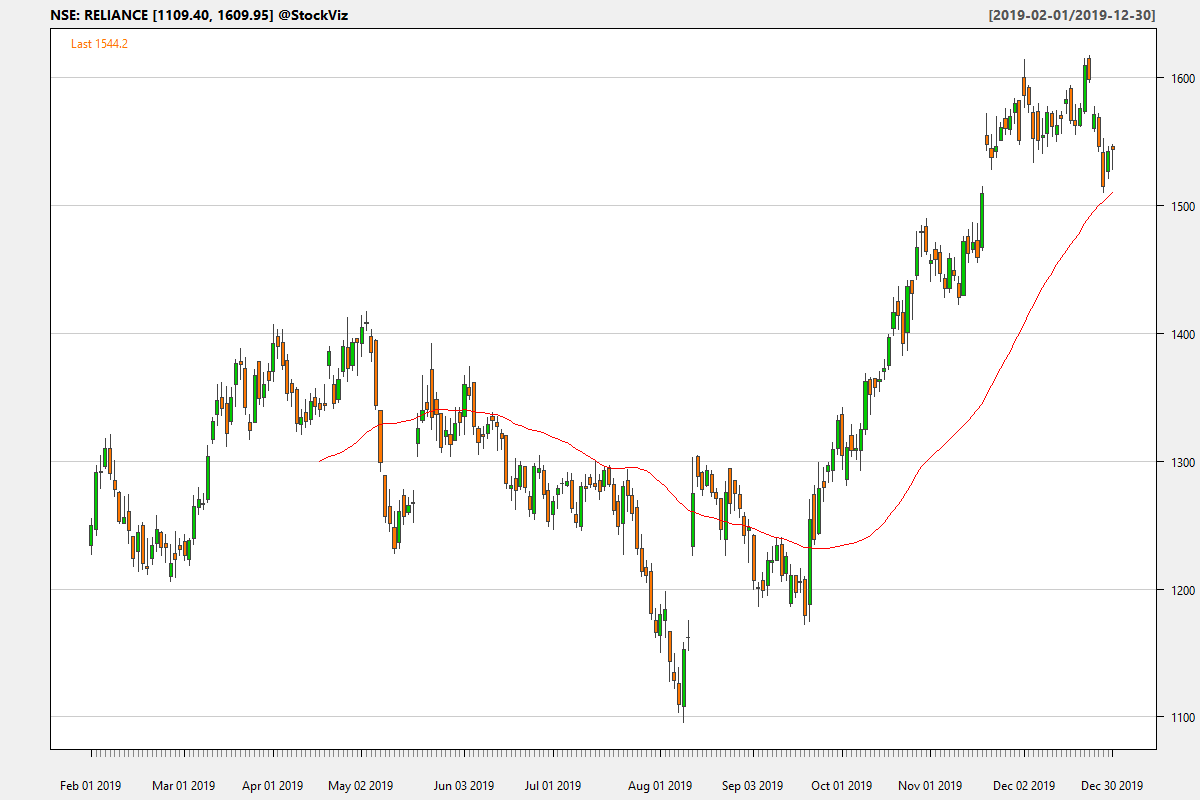 NSE: RELIANCE [1109.40, 1609.95] @StockViz
[2019-02-01/2019-12-30]
Last 1544.2
1600
1500
1400
1300
1200
1100
Feb 01 2019
Mar 01 2019
Apr 01 2019
May 02 2019
Jun 03 2019
Jul 01 2019
Aug 01 2019
Sep 03 2019
Oct 01 2019
Nov 01 2019
Dec 02 2019
Dec 30 2019